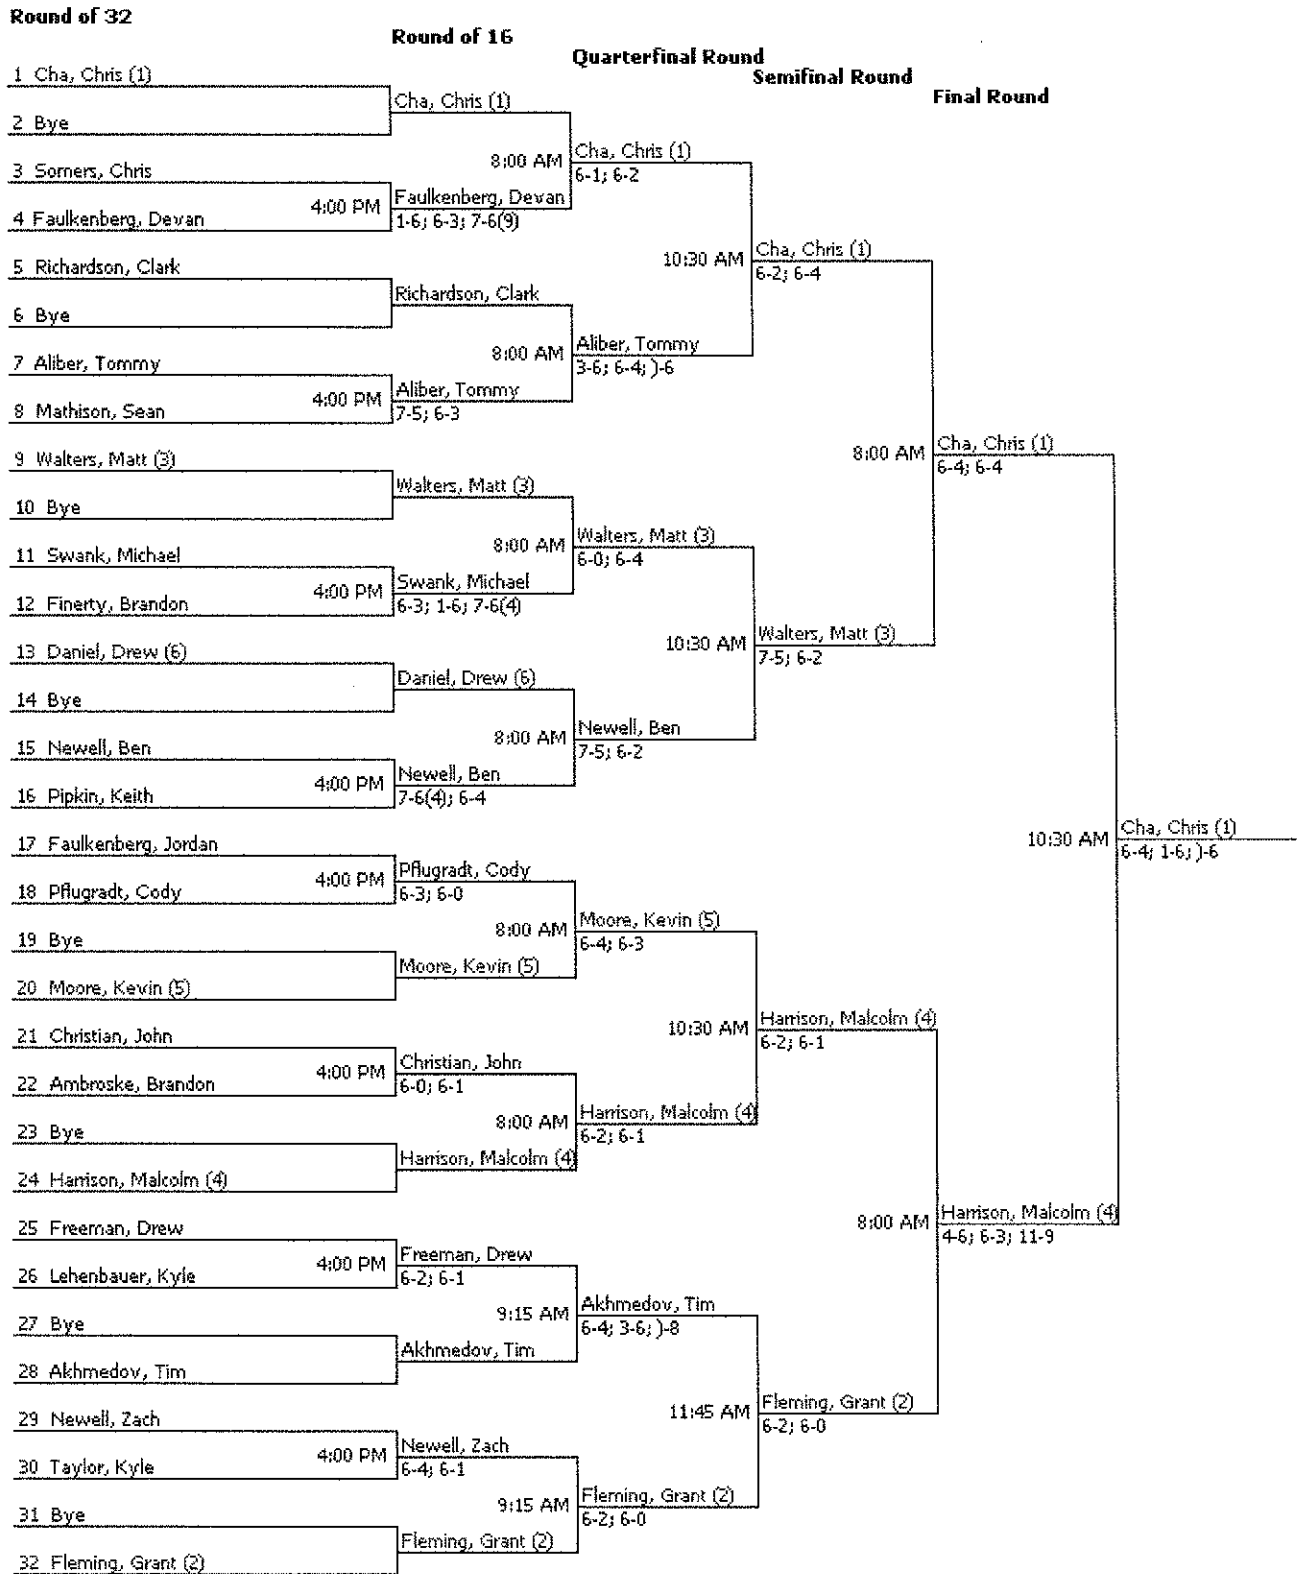 Round of 32
Round of 16
Quarterfinal Round
Semifinal Round
Final Round
1 Cha, Chris (1)
2 Bye
3 Somers, Chris
4 Faulkenberg, Devan
5 Richardson, Clark
6 Bye
7 Aliber, Tommy
8 Mathison, Sean
9 Walters, Matt (3)
10 Bye
11 Swank, Michael
12 Finerty, Brandon
13 Daniel, Drew (6)
14 Bye
15 Newell, Ben
16 Pipkin, Keith
17 Faulkenberg, Jordan
18 Pflugradt, Cody
19 Bye
20 Moore, Kevin (5)
21 Christian, John
22 Ambroske, Brandon
23 Bye
24 Harrison, Malcolm (4)
25 Freeman, Drew
26 Lehenbauer, Kyle
27 Bye
28 Akhmedov, Tim
29 Newell, Zach
30 Taylor, Kyle
31 Bye
32 Fleming, Grant (2)
Cha, Chris (1)
4:00 PM
Faulkenberg, Devan
1-6; 6-3; 7-6(9)
Richardson, Clark
4:00 PM
Aliber, Tommy
7-5; 6-3
Walters, Matt (3)
4:00 PM
Swank, Michael
6-3; 1-6; 7-6(4)
Daniel, Drew (6)
4:00 PM
Newell, Ben
7-6(4); 6-4
4:00 PM
Pflugradt, Cody
6-3; 6-0
Moore, Kevin (5)
4:00 PM
Christian, John
6-0; 6-1
Harrison, Malcolm (4)
4:00 PM
Freeman, Drew
6-2; 6-1
Akhmedov, Tim
4:00 PM
Newell, Zach
6-4; 6-1
Fleming, Grant (2)
8:00 AM
Cha, Chris (1)
6-1; 6-2
8:00 AM
Aliber, Tommy
3-6; 6-4; )-6
8:00 AM
Walters, Matt (3)
6-0; 6-4
8:00 AM
Newell, Ben
7-5; 6-2
8:00 AM
Moore, Kevin (5)
6-4; 6-3
8:00 AM
Harrison, Malcolm (4)
6-2; 6-1
9:15 AM
Akhmedov, Tim
6-4; 3-6; )-8
9:15 AM
Fleming, Grant (2)
6-2; 6-0
10:30 AM
Cha, Chris (1)
6-2; 6-4
10:30 AM
Walters, Matt (3)
7-5; 6-2
10:30 AM
Harrison, Malcolm (4)
6-2; 6-1
11:45 AM
Fleming, Grant (2)
6-2; 6-0
8:00 AM
Cha, Chris (1)
6-4; 6-4
8:00 AM
Harrison, Malcolm (4)
4-6; 6-3; 11-9
10:30 AM
Cha, Chris (1)
6-4; 1-6; )-6